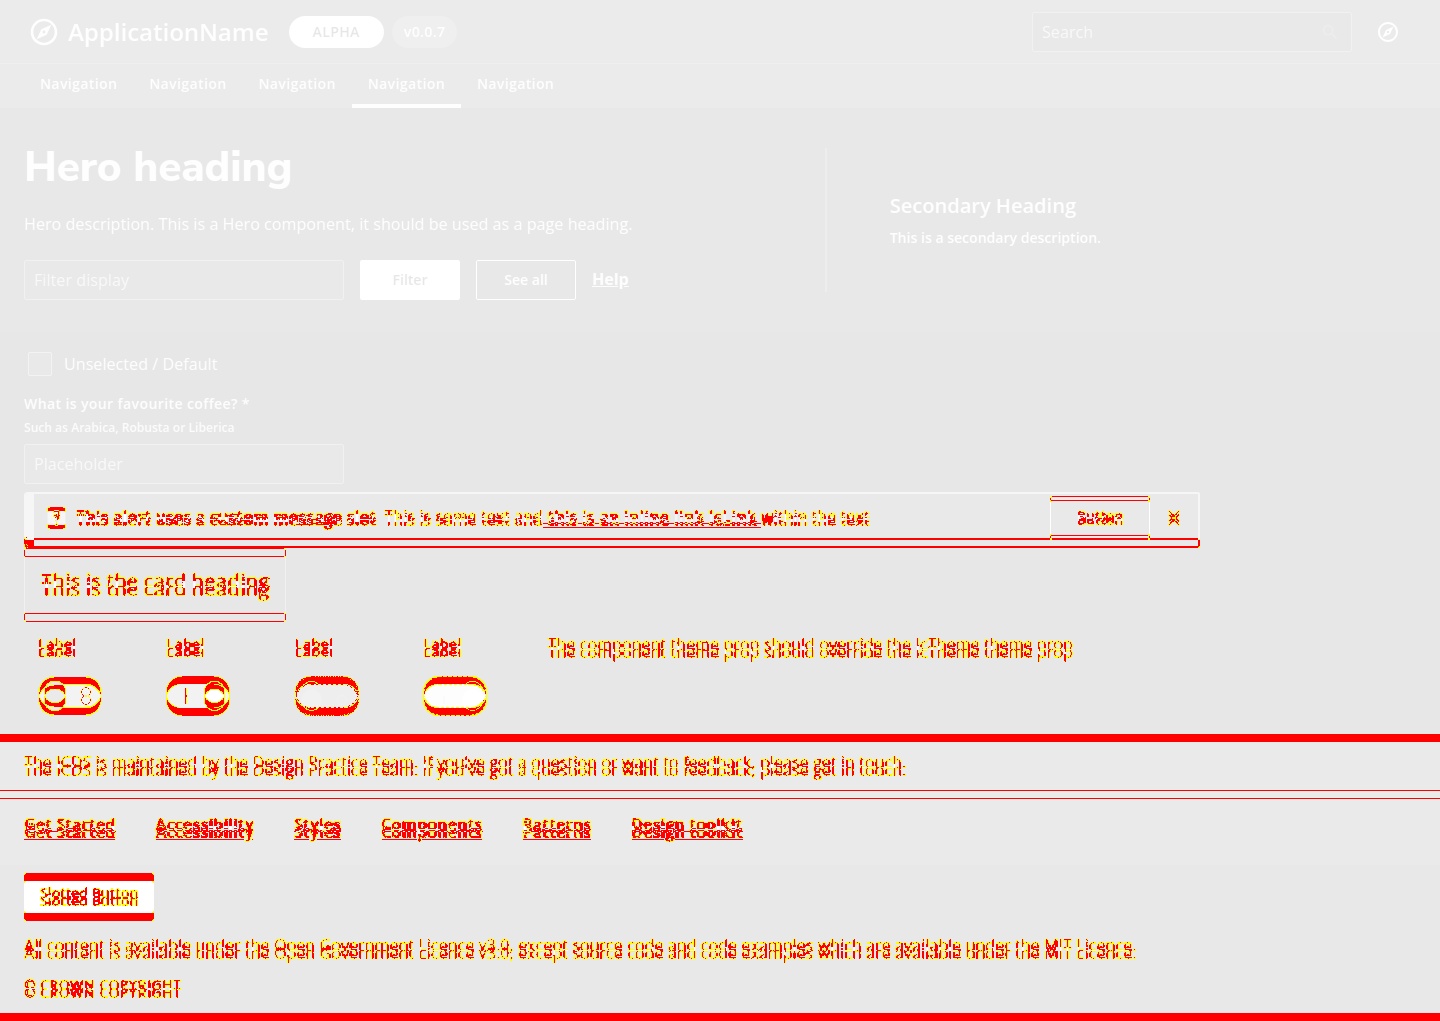 ApplicationName ALPHA v0.0.7 Search
Navigation Navigation Navigation Navigation Navigation
Hero heading
Secondary Heading
Hero description. This is a Hero component, it should be used as a page heading.
This is a secondary description.
Filter display Filter See all Help
Unselected / Default
What is your favourite coffee? *
Such as Arabica, Robusta or Liberica
Placeholder
This alert uses a custom message slot. This is some text and this is an inline link to within the text Button
This is the card heading
Label Label Label Label The component theme prop should override the IcTheme theme prop
The ICDS is maintained by the Design Practice Team. If you've got a question or want to feedback, please get in touch.
Get Started Accessibility Styles Components Patterns Design toolkit
Slotted Button
All content is available under the Open Government Licence v3.0, except source code and code examples which are available under the MIT Licence.
© CROWN COPYRIGHT